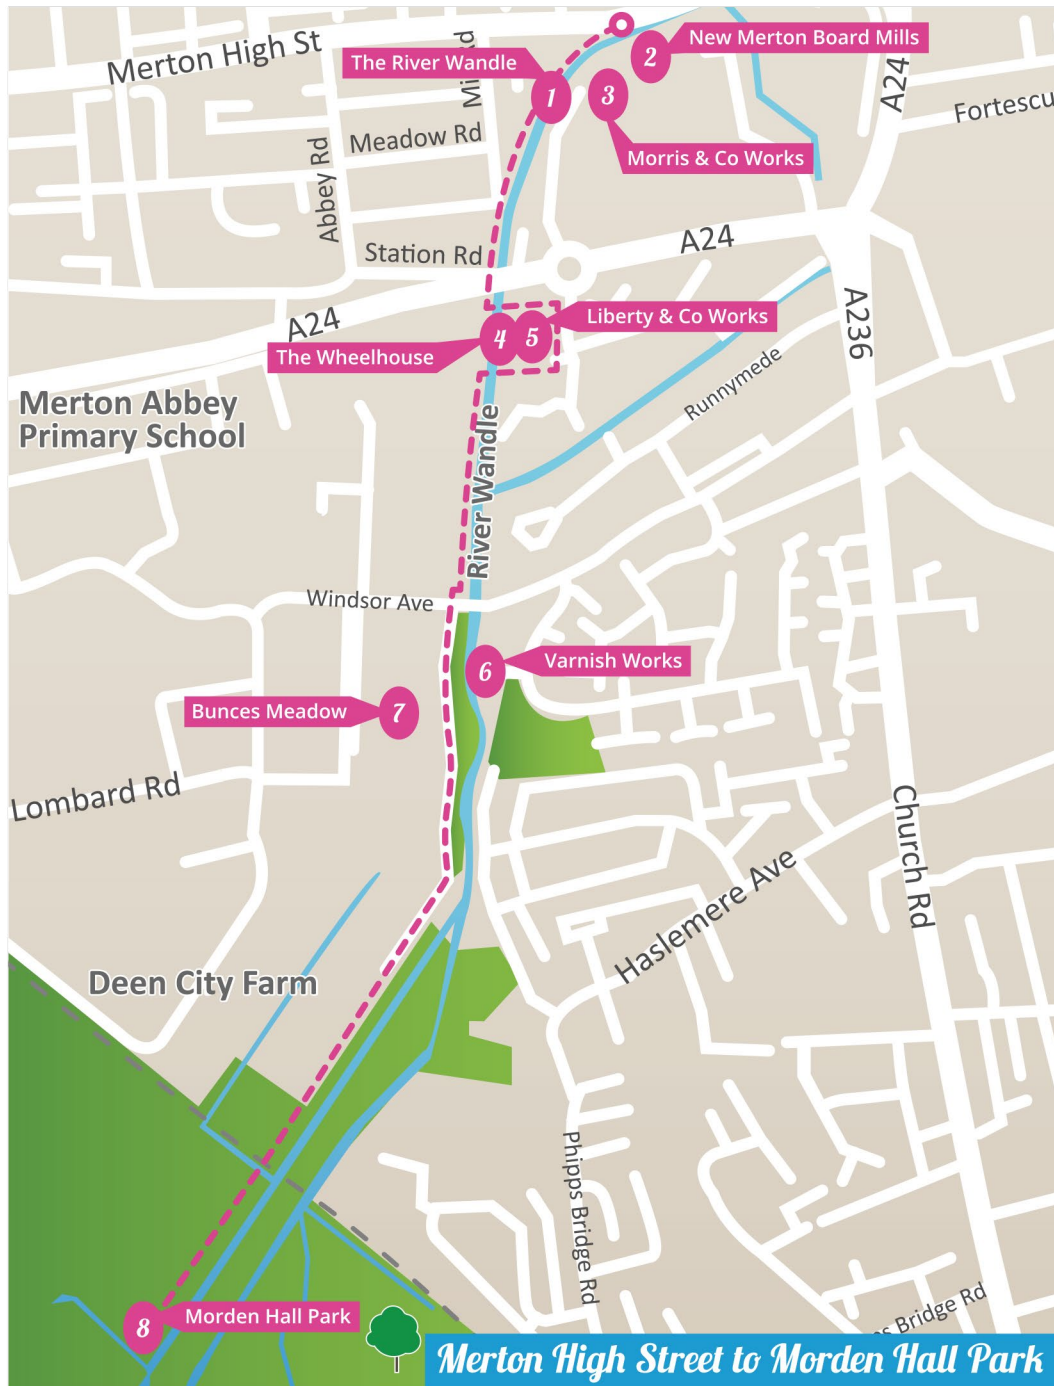 Merton High St
Mi
Rd
The River Wandle
New Merton Board Mills
1
2
3
A24
Fortescu
Meadow Rd
Morris & Co Works
Abbey Rd
Station Rd
A24
A24
A236
Liberty & Co Works
4
5
The Wheelhouse
Runnymede
Merton Abbey
Primary School
River Wandle
Windsor Ave
Varnish Works
6
Bunces Meadow
7
Lombard Rd
Church Rd
Haslemere Ave
Deen City Farm
Phipps Bridge Rd
s Bridge Rd
Morden Hall Park
8
Merton High Street to Morden Hall Park